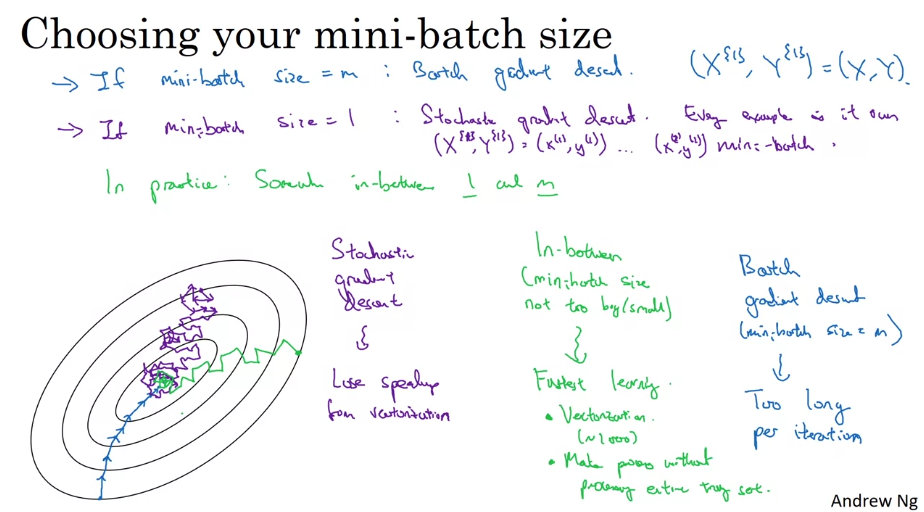 Choosing your mini-batch size
→ If mini-batch size = m : Batch gradient descent. (X^{1}, Y^{1}) = (X, Y).
→ If mini-batch size = 1 : Stochastic gradient descent. Every example is it own
(X^{1}, Y^{1}) = (x^(1), y^(1)) ... mini-batch.
In practice: Somewhere in-between 1 and m
Stochastic
gradient
descent
Lose speedup
from vectorization
In-between
(mini-batch size
not too big/small)
Fastest learning.
• Vectorization.
(~1000)
• Make progress without
processing entire training set.
Batch
gradient descent
(mini-batch size = m)
Too long
per iteration
Andrew Ng